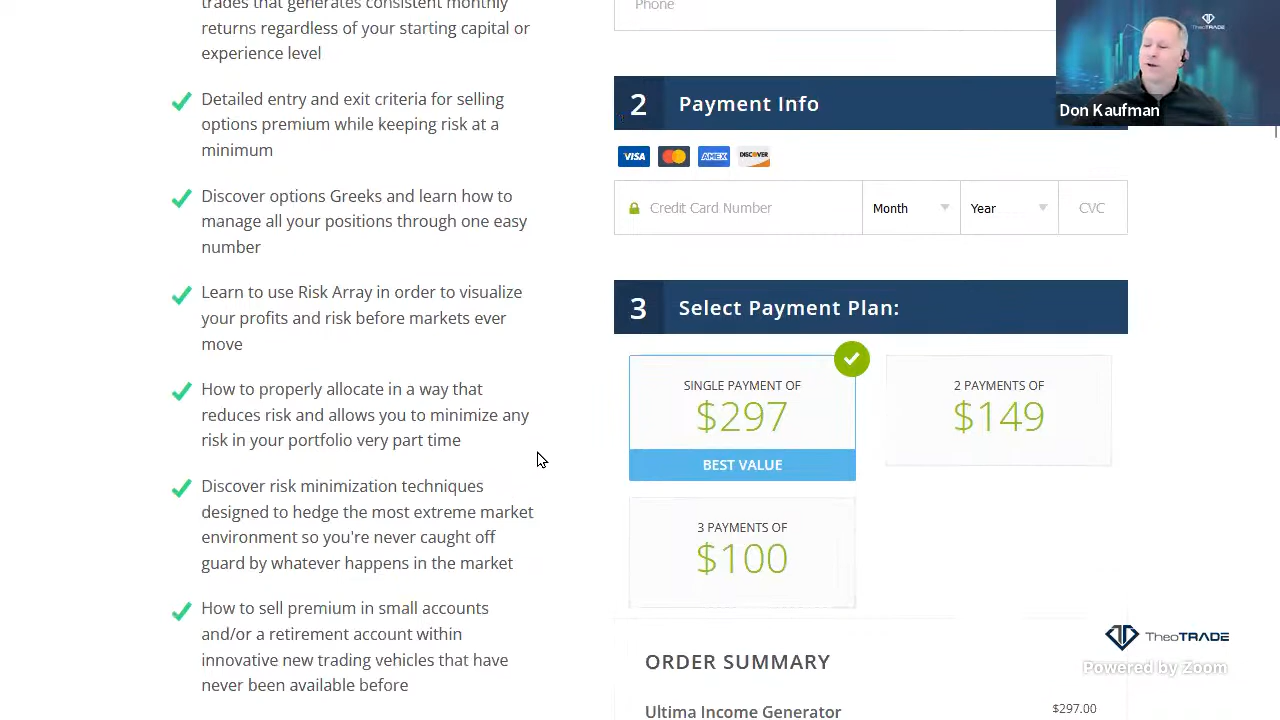 trades that generates consistent monthly
returns regardless of your starting capital or
experience level
Detailed entry and exit criteria for selling
options premium while keeping risk at a
minimum
Discover options Greeks and learn how to
manage all your positions through one easy
number
Learn to use Risk Array in order to visualize
your profits and risk before markets ever
move
How to properly allocate in a way that
reduces risk and allows you to minimize any
risk in your portfolio very part time
Discover risk minimization techniques
designed to hedge the most extreme market
environment so you're never caught off
guard by whatever happens in the market
How to sell premium in small accounts
and/or a retirement account within
innovative new trading vehicles that have
never been available before
Phone
2 Payment Info
VISA AMEX DISCOVER
Credit Card Number Month Year CVC
3 Select Payment Plan:
SINGLE PAYMENT OF
$297
BEST VALUE
2 PAYMENTS OF
$149
3 PAYMENTS OF
$100
ORDER SUMMARY
Ultima Income Generator $297.00
TheoTRADE
Don Kaufman
TheoTRADE
Powered by Zoom